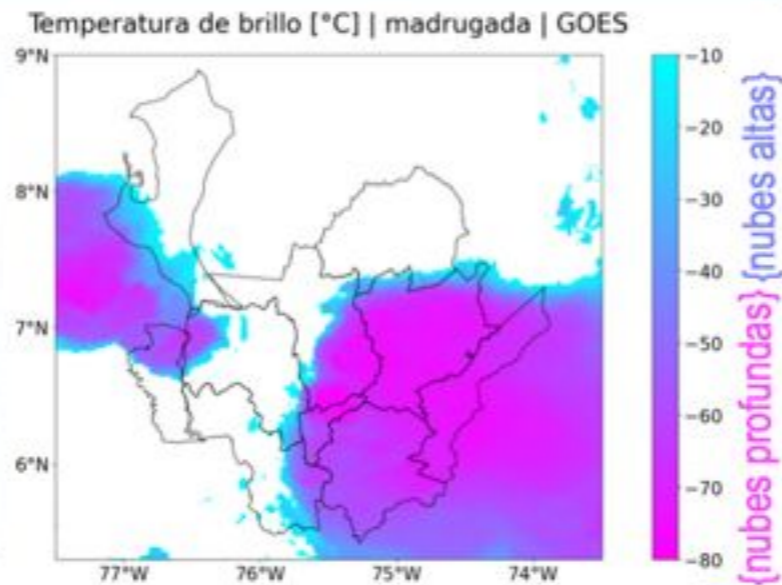 Temperatura de brillo [°C] | madrugada | GOES
9°N
8°N
7°N
6°N
77°W
76°W
75°W
74°W
−10
−20
−30
−40
−50
−60
−70
−80
{nubes profundas} {nubes altas}